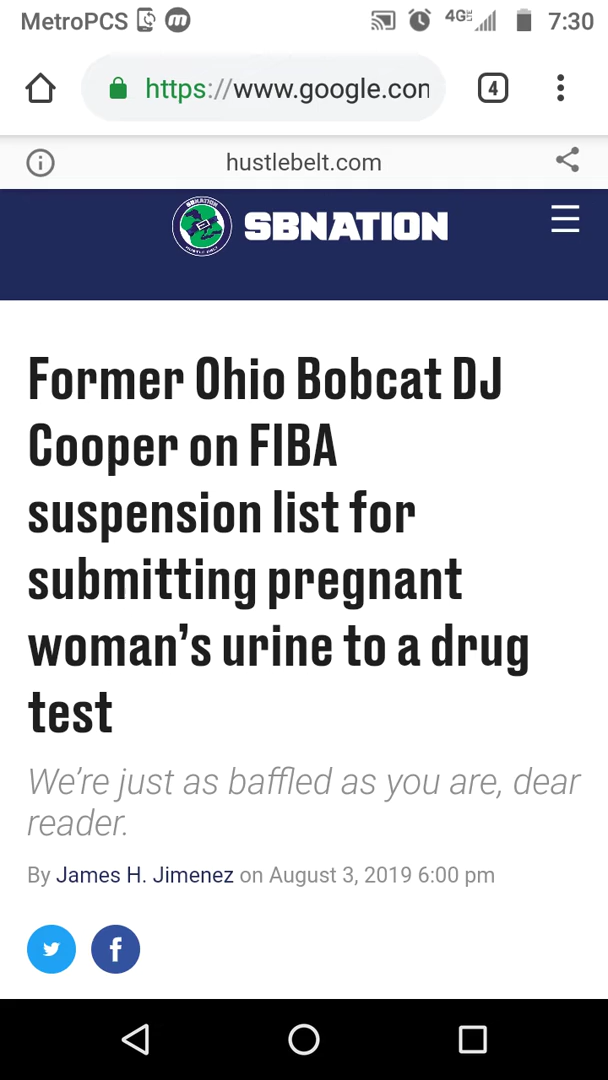 MetroPCS 4G LTE 7:30
https://www.google.com 4
hustlebelt.com
SBNATION
Former Ohio Bobcat DJ
Cooper on FIBA
suspension list for
submitting pregnant
woman's urine to a drug
test
We're just as baffled as you are, dear
reader.
By James H. Jimenez on August 3, 2019 6:00 pm